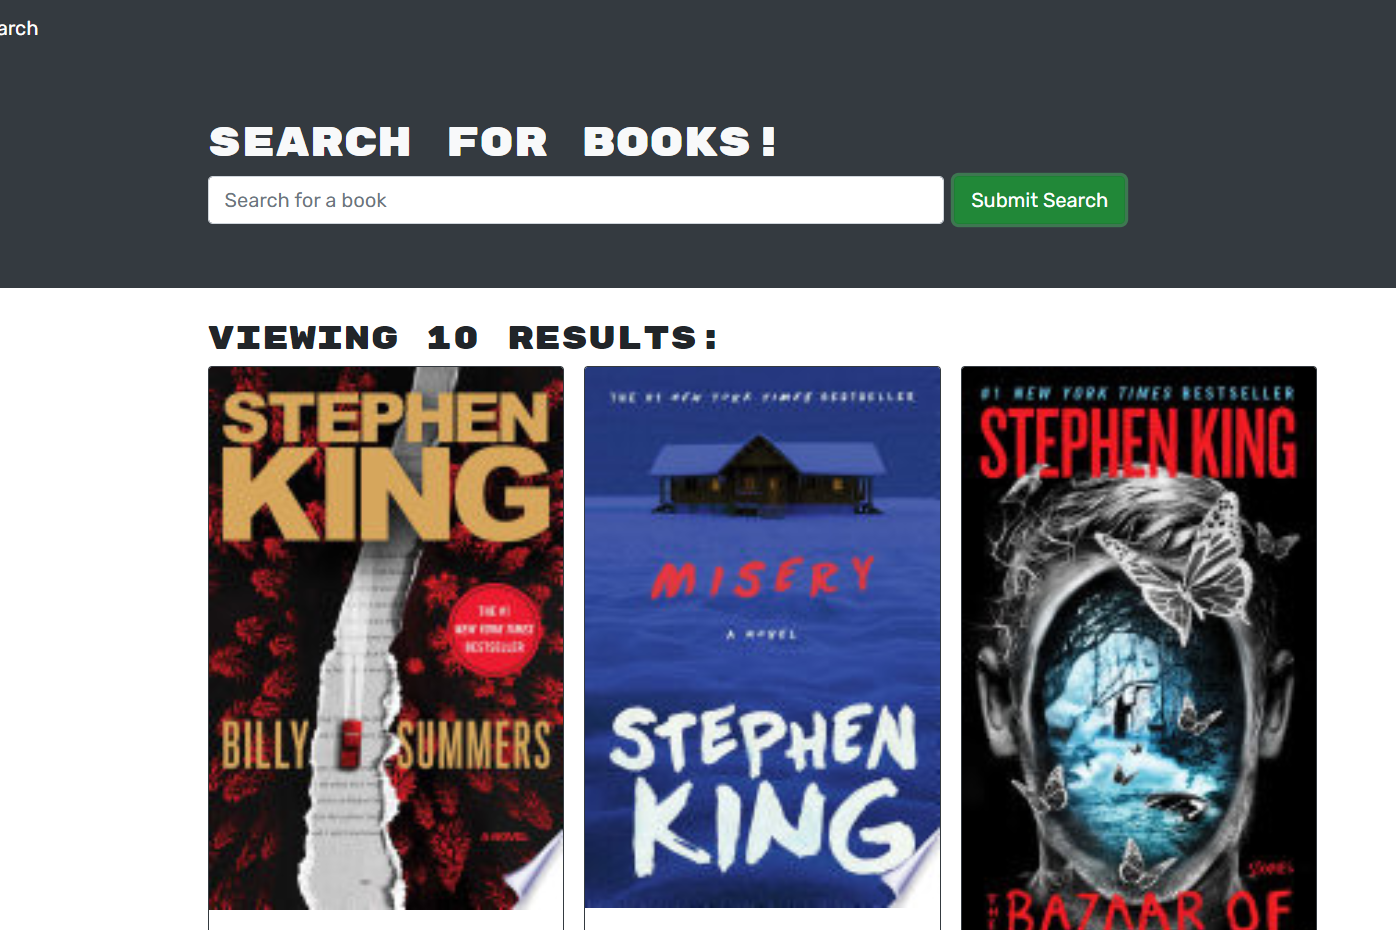 arch
SEARCH FOR BOOKS!
Search for a book
Submit Search
VIEWING 10 RESULTS:
STEPHEN
KING
THE #1
NEW YORK TIMES
BESTSELLER
BILLY SUMMERS
A NOVEL
THE #1 NEW YORK TIMES BESTSELLER
MISERY
A NOVEL
STEPHEN
KING
#1 NEW YORK TIMES BESTSELLER
STEPHEN KING
STORIES
THE BAZAAR OF